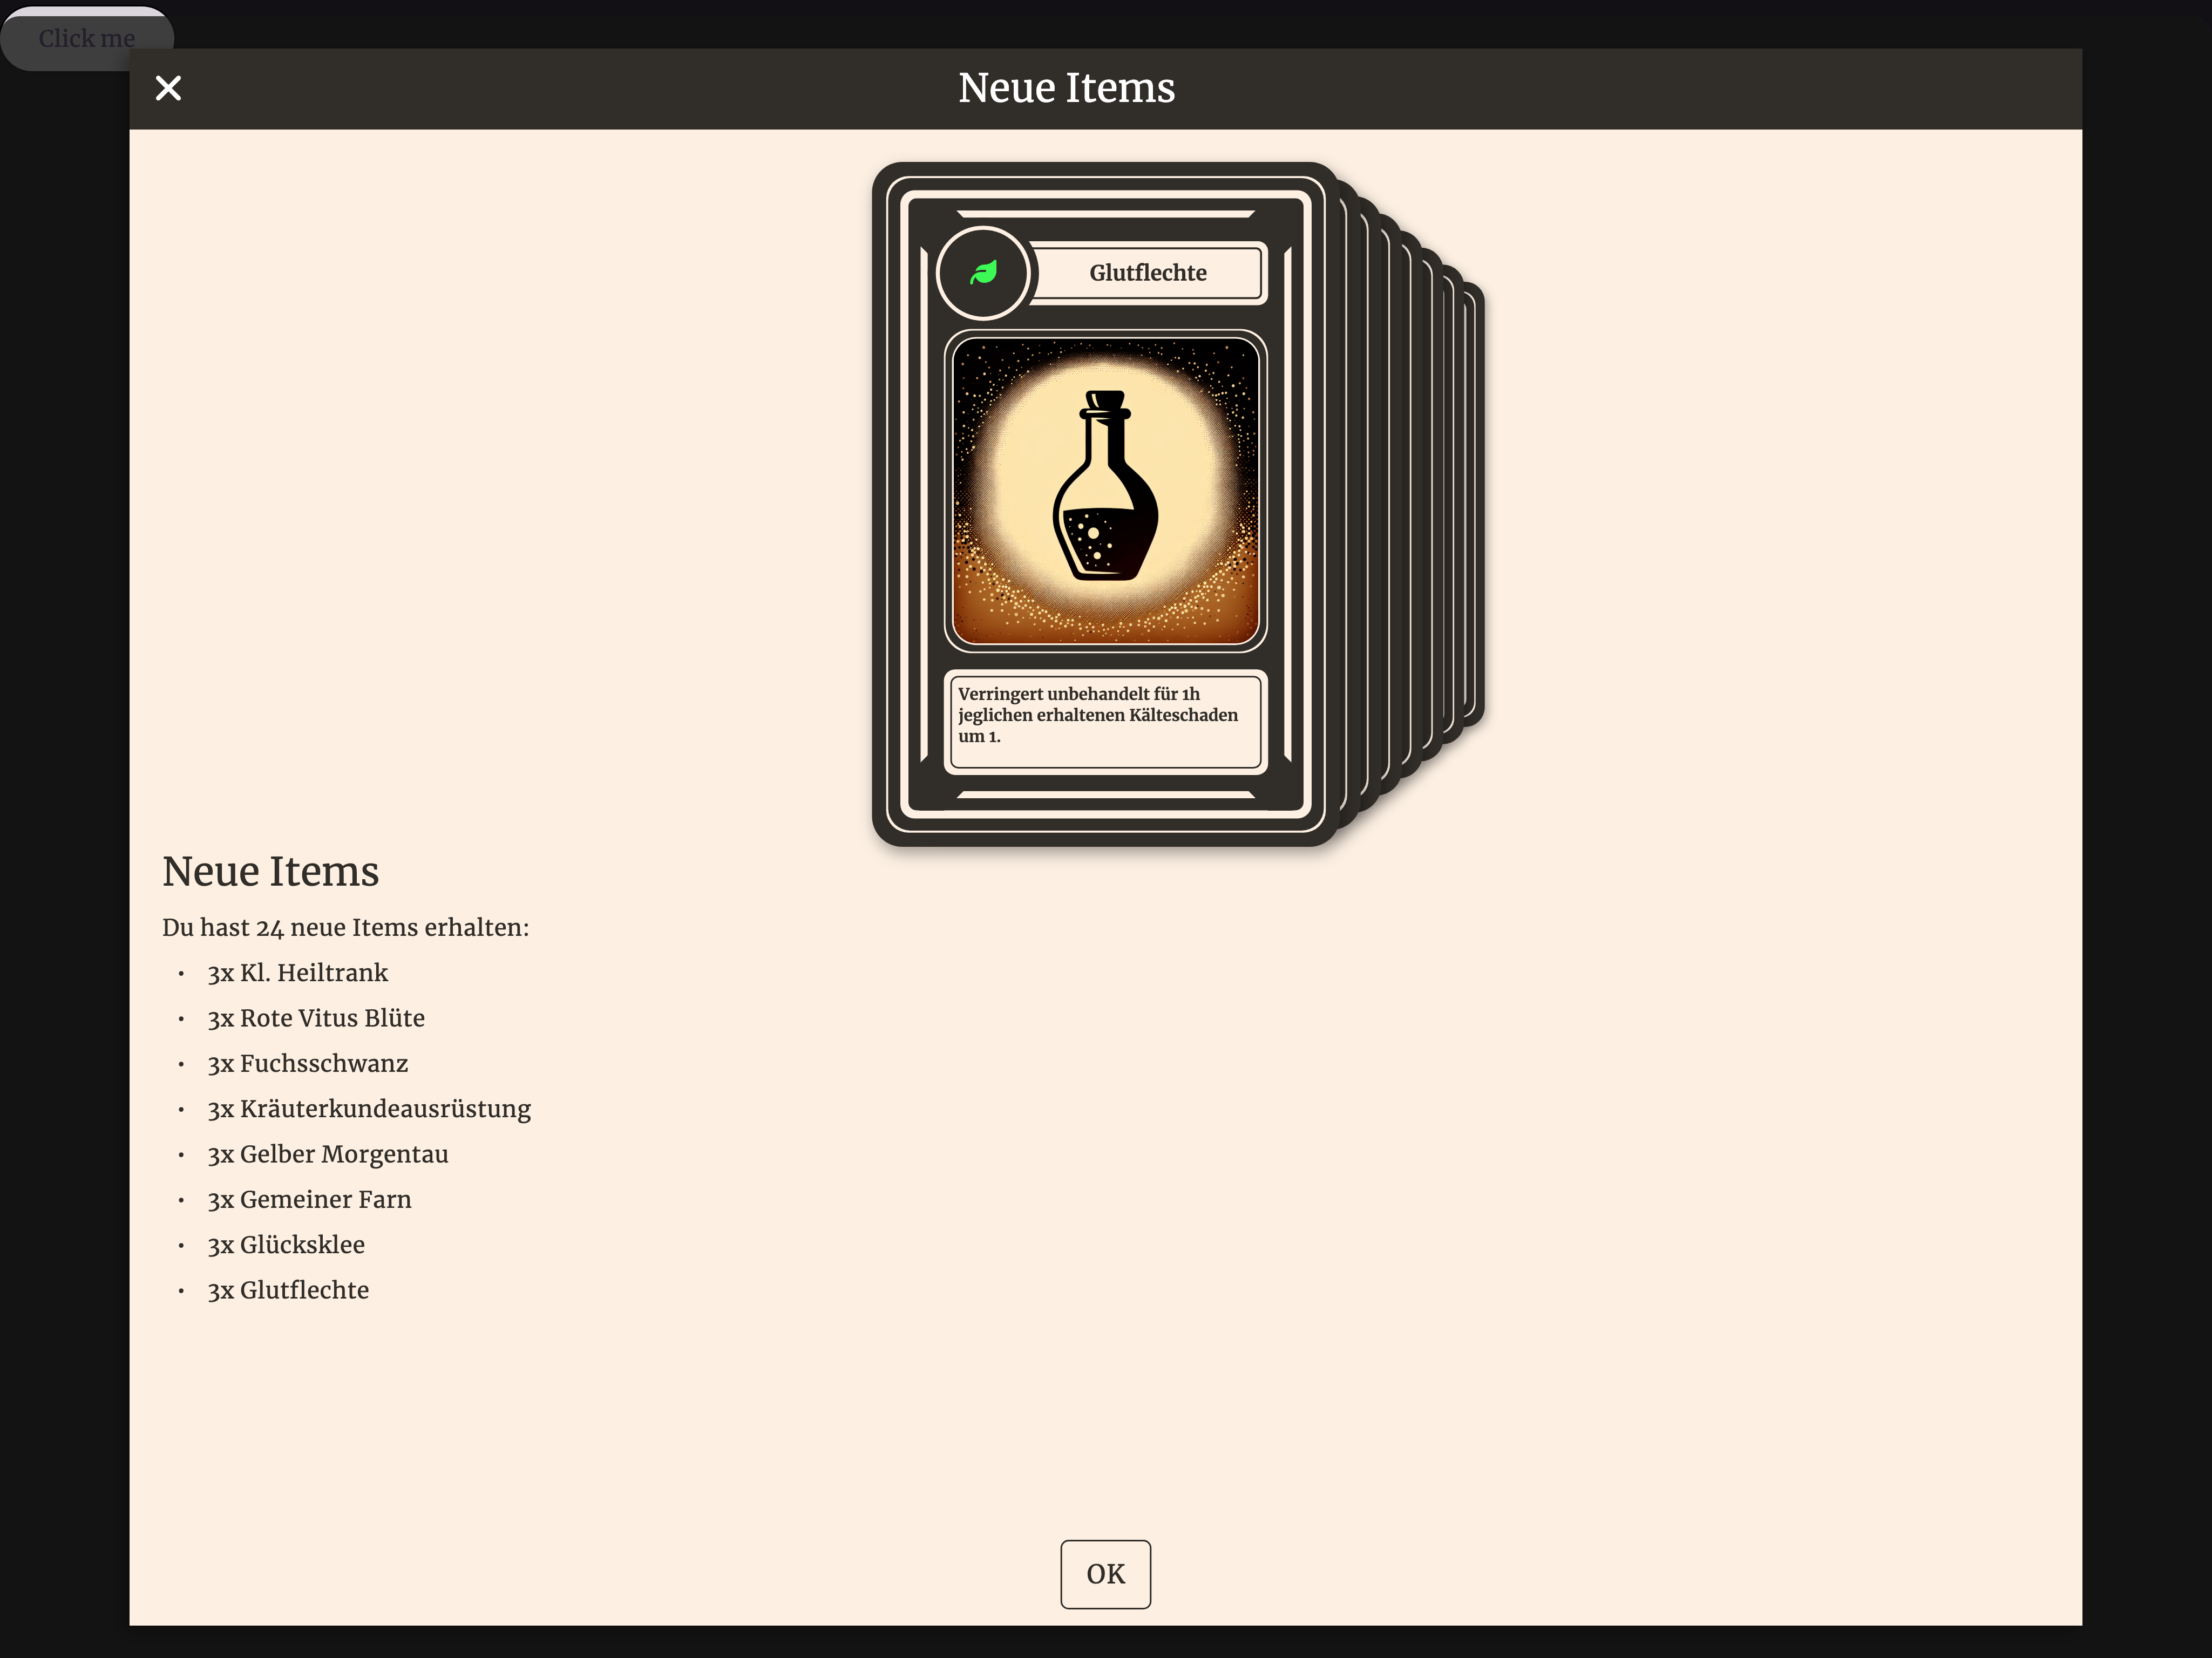 Click me
Neue Items
Glutflechte
Verringert unbehandelt für 1h
jeglichen erhaltenen Kälteschaden
um 1.
Neue Items
Du hast 24 neue Items erhalten:
• 3x Kl. Heiltrank
• 3x Rote Vitus Blüte
• 3x Fuchsschwanz
• 3x Kräuterkundeausrüstung
• 3x Gelber Morgentau
• 3x Gemeiner Farn
• 3x Glücksklee
• 3x Glutflechte
OK